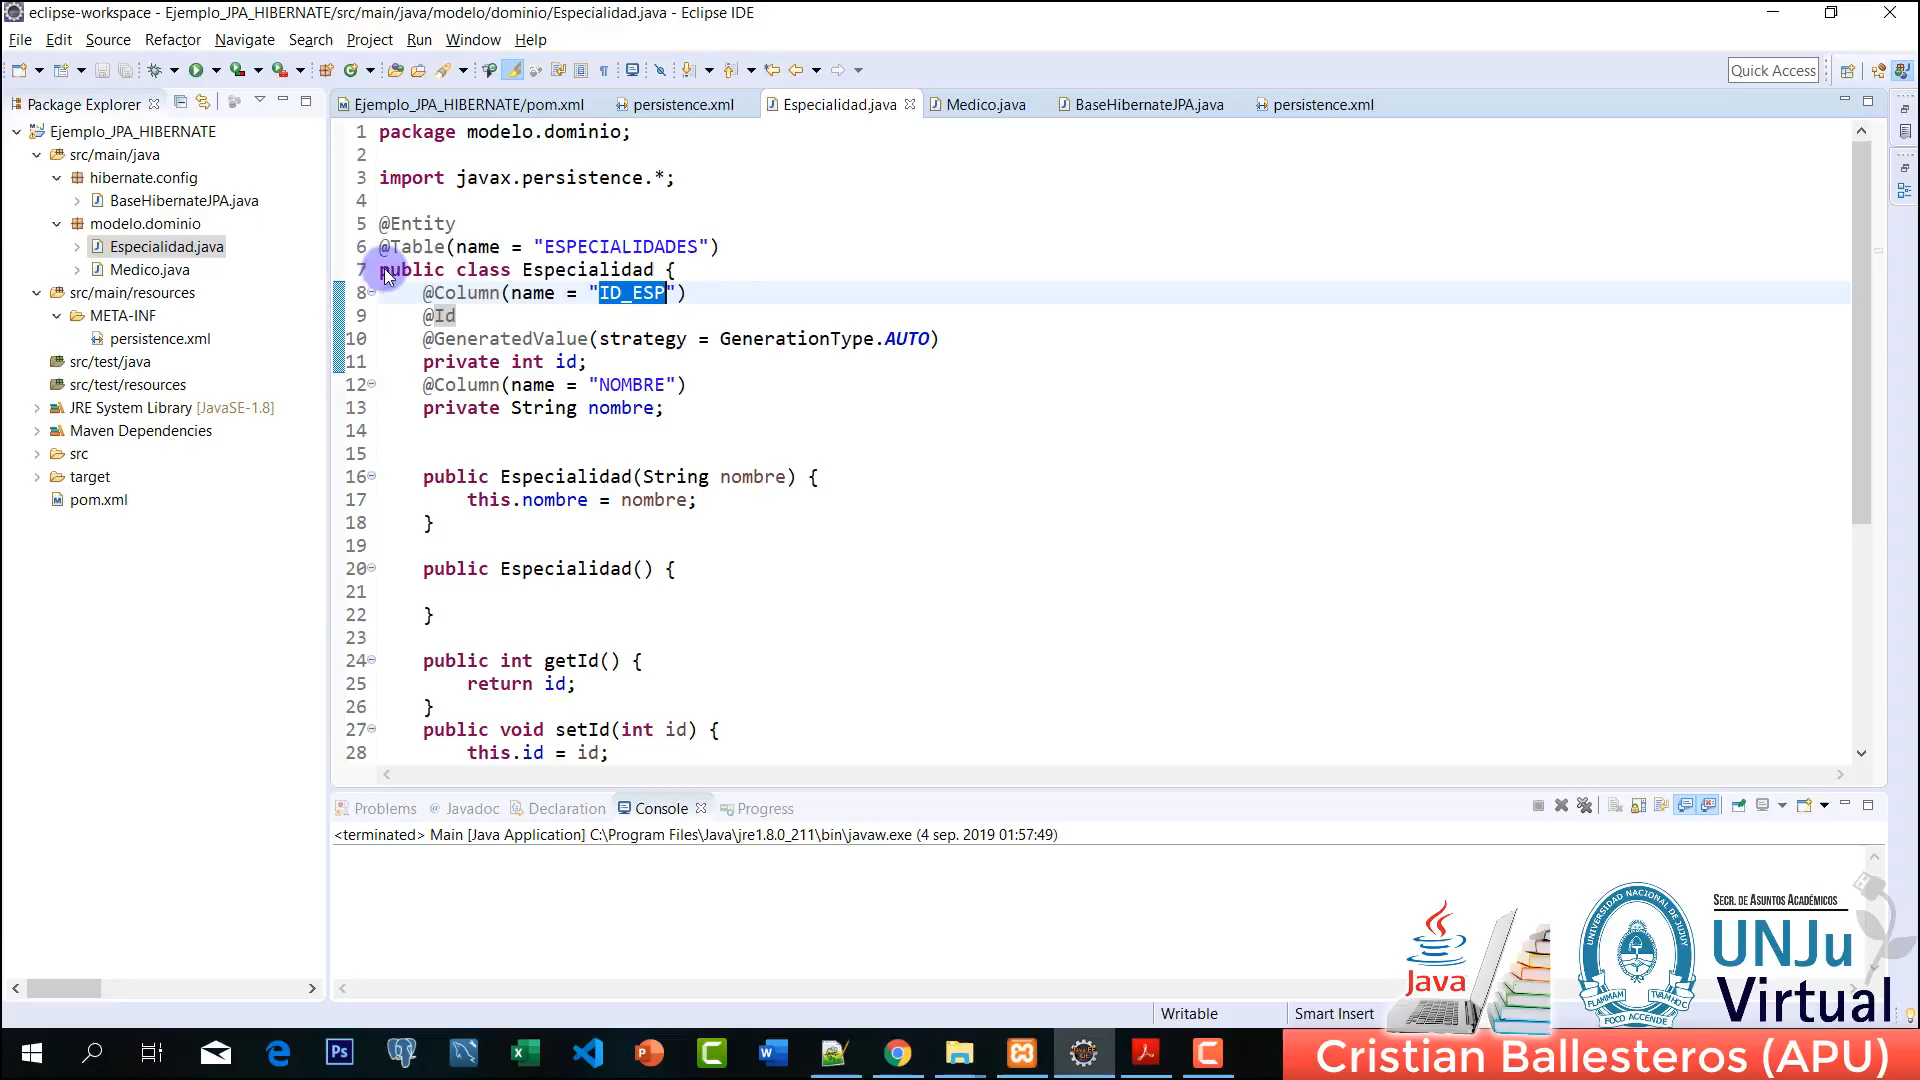 eclipse-workspace - Ejemplo_JPA_HIBERNATE/src/main/java/modelo/dominio/Especialidad.java - Eclipse IDE
File Edit Source Refactor Navigate Search Project Run Window Help
Quick Access
Package Explorer
Ejemplo_JPA_HIBERNATE/pom.xml persistence.xml Especialidad.java Medico.java BaseHibernateJPA.java persistence.xml
Ejemplo_JPA_HIBERNATE
src/main/java
hibernate.config
BaseHibernateJPA.java
modelo.dominio
Especialidad.java
Medico.java
src/main/resources
META-INF
persistence.xml
src/test/java
src/test/resources
JRE System Library [JavaSE-1.8]
Maven Dependencies
src
target
pom.xml
1 package modelo.dominio;
2
3 import javax.persistence.*;
4
5 @Entity
6 @Table(name = "ESPECIALIDADES")
7 public class Especialidad {
8 @Column(name = "ID_ESP")
9 @Id
10 @GeneratedValue(strategy = GenerationType.AUTO)
11 private int id;
12 @Column(name = "NOMBRE")
13 private String nombre;
14
15
16 public Especialidad(String nombre) {
17 this.nombre = nombre;
18 }
19
20 public Especialidad() {
21
22 }
23
24 public int getId() {
25 return id;
26 }
27 public void setId(int id) {
28 this.id = id;
Problems @ Javadoc Declaration Console Progress
<terminated> Main [Java Application] C:\Program Files\Java\jre1.8.0_211\bin\javaw.exe (4 sep. 2019 01:57:49)
Writable Smart Insert
Java
UNIVERSIDAD NACIONAL DE JUJUY
FOCO ACCENDE
SECR. DE ASUNTOS ACADÉMICOS
UNJu
Virtual
Cristian Ballesteros (APU)